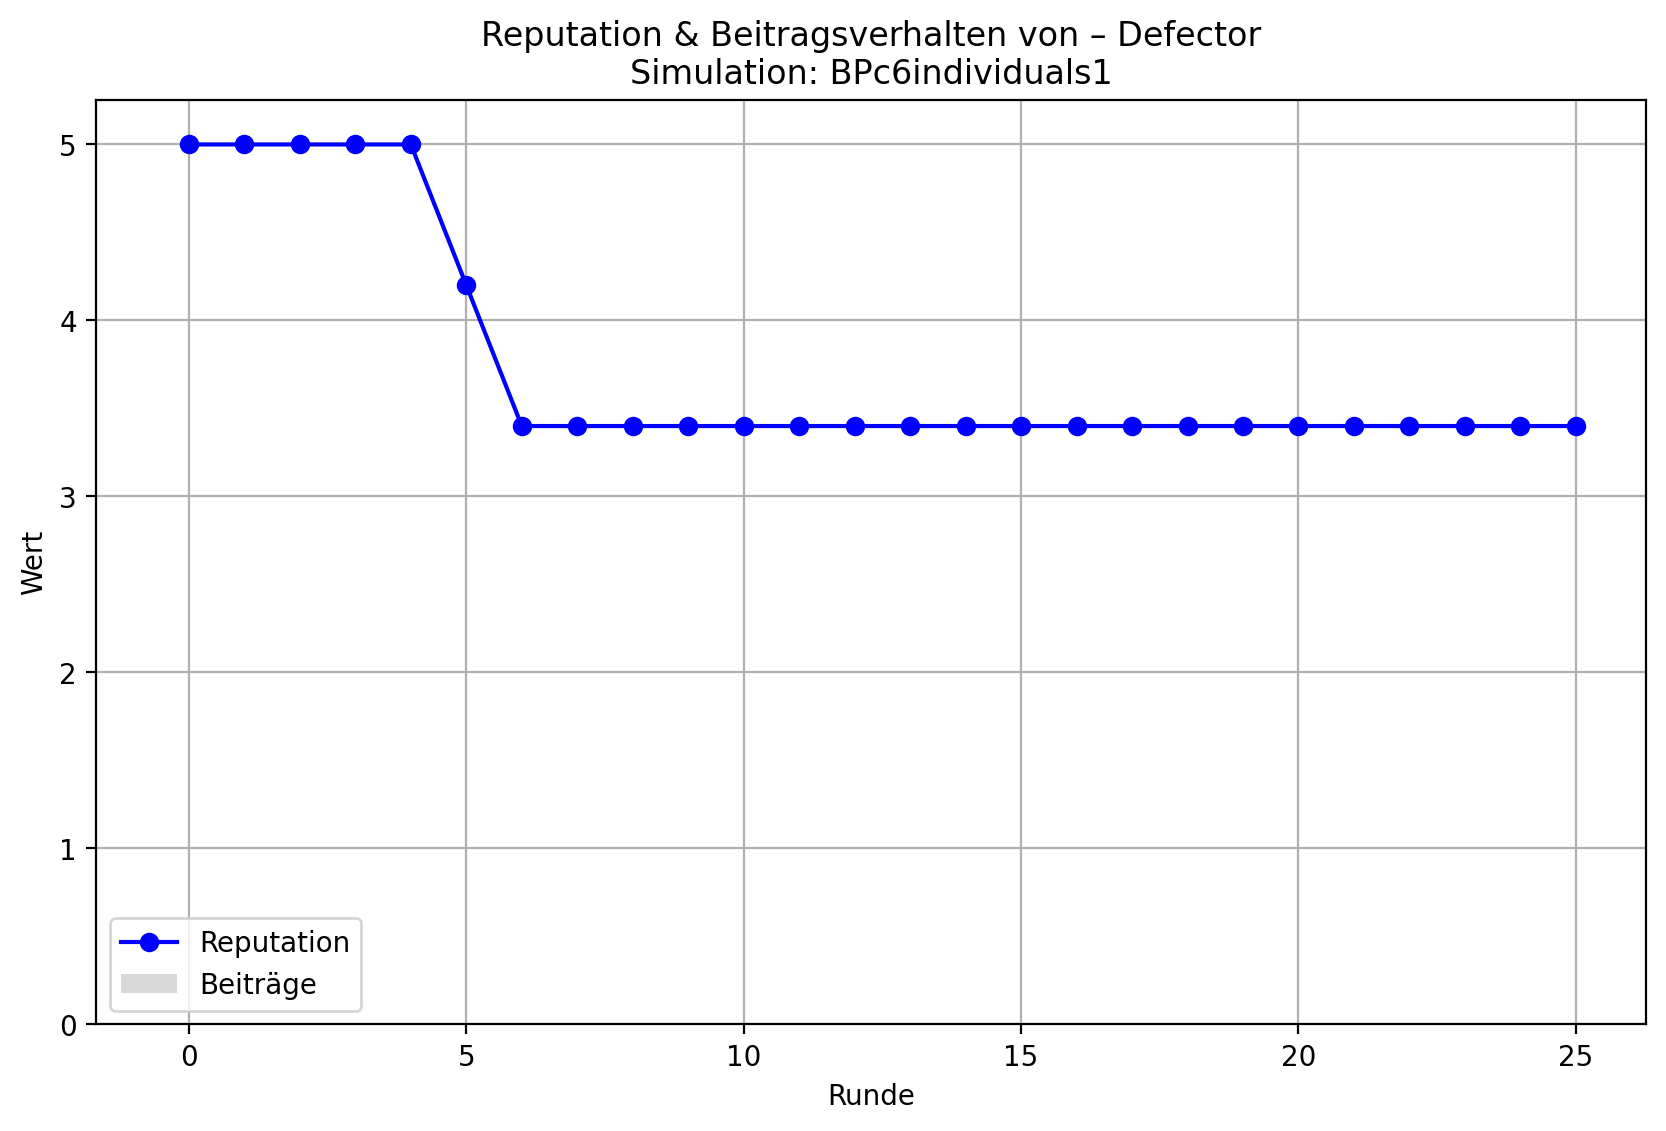 Reputation & Beitragsverhalten von – Defector
Simulation: BPc6individuals1
5
4
3
2
1
0
Wert
Reputation
Beiträge
0 5 10 15 20 25
Runde